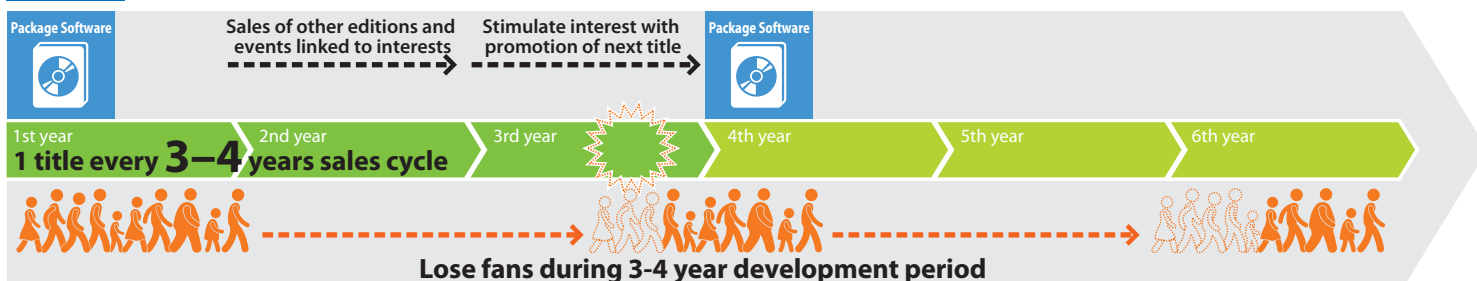 Package Software
Sales of other editions and
events linked to interests
Stimulate interest with
promotion of next title
Package Software
1st year
2nd year
3rd year
4th year
5th year
6th year
1 title every 3–4 years sales cycle
Lose fans during 3-4 year development period